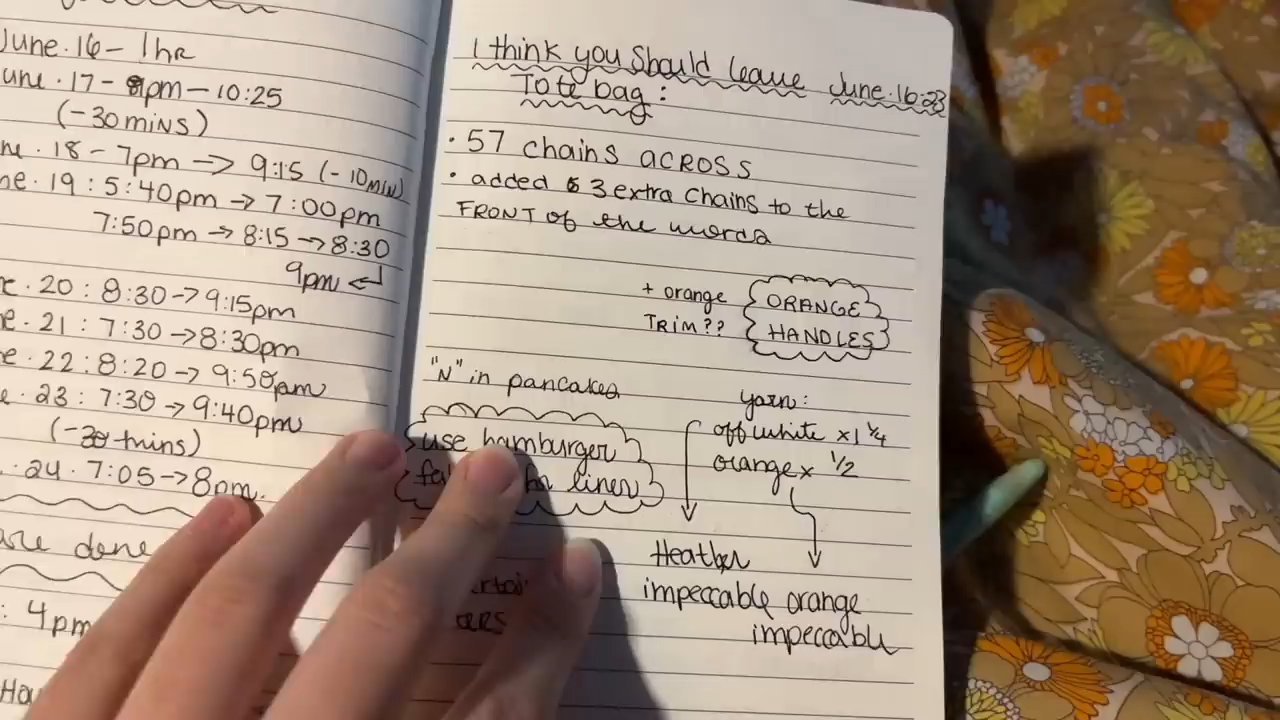 June. 16 - 1hr
une. 17 - 9pm - 10:25
(-30 mins)
ne. 18 - 7pm → 9:15 (-10 min)
ne. 19 : 5:40pm → 7:00pm
7:50pm → 8:15 → 8:30
9pm
e. 20 : 8:30 → 9:15pm
e. 21 : 7:30 → 8:30pm
e. 22 : 8:20 → 9:50pm
e. 23 : 7:30 → 9:40pm
(-30 mins)
. 24. 7:05 → 8pm.
done
: 4pm
I think you Should leave June. 16. 23
Tote bag :
· 57 chains ACROSS
· added 3 extra chains to the
FRONT of the words
+ orange
TRIM??
ORANGE
HANDLES
"N" in pancakes
use hamburger
liner
yarn:
off white x1 1/4
orange x 1/2
Heather
impeccable orange
impeccable